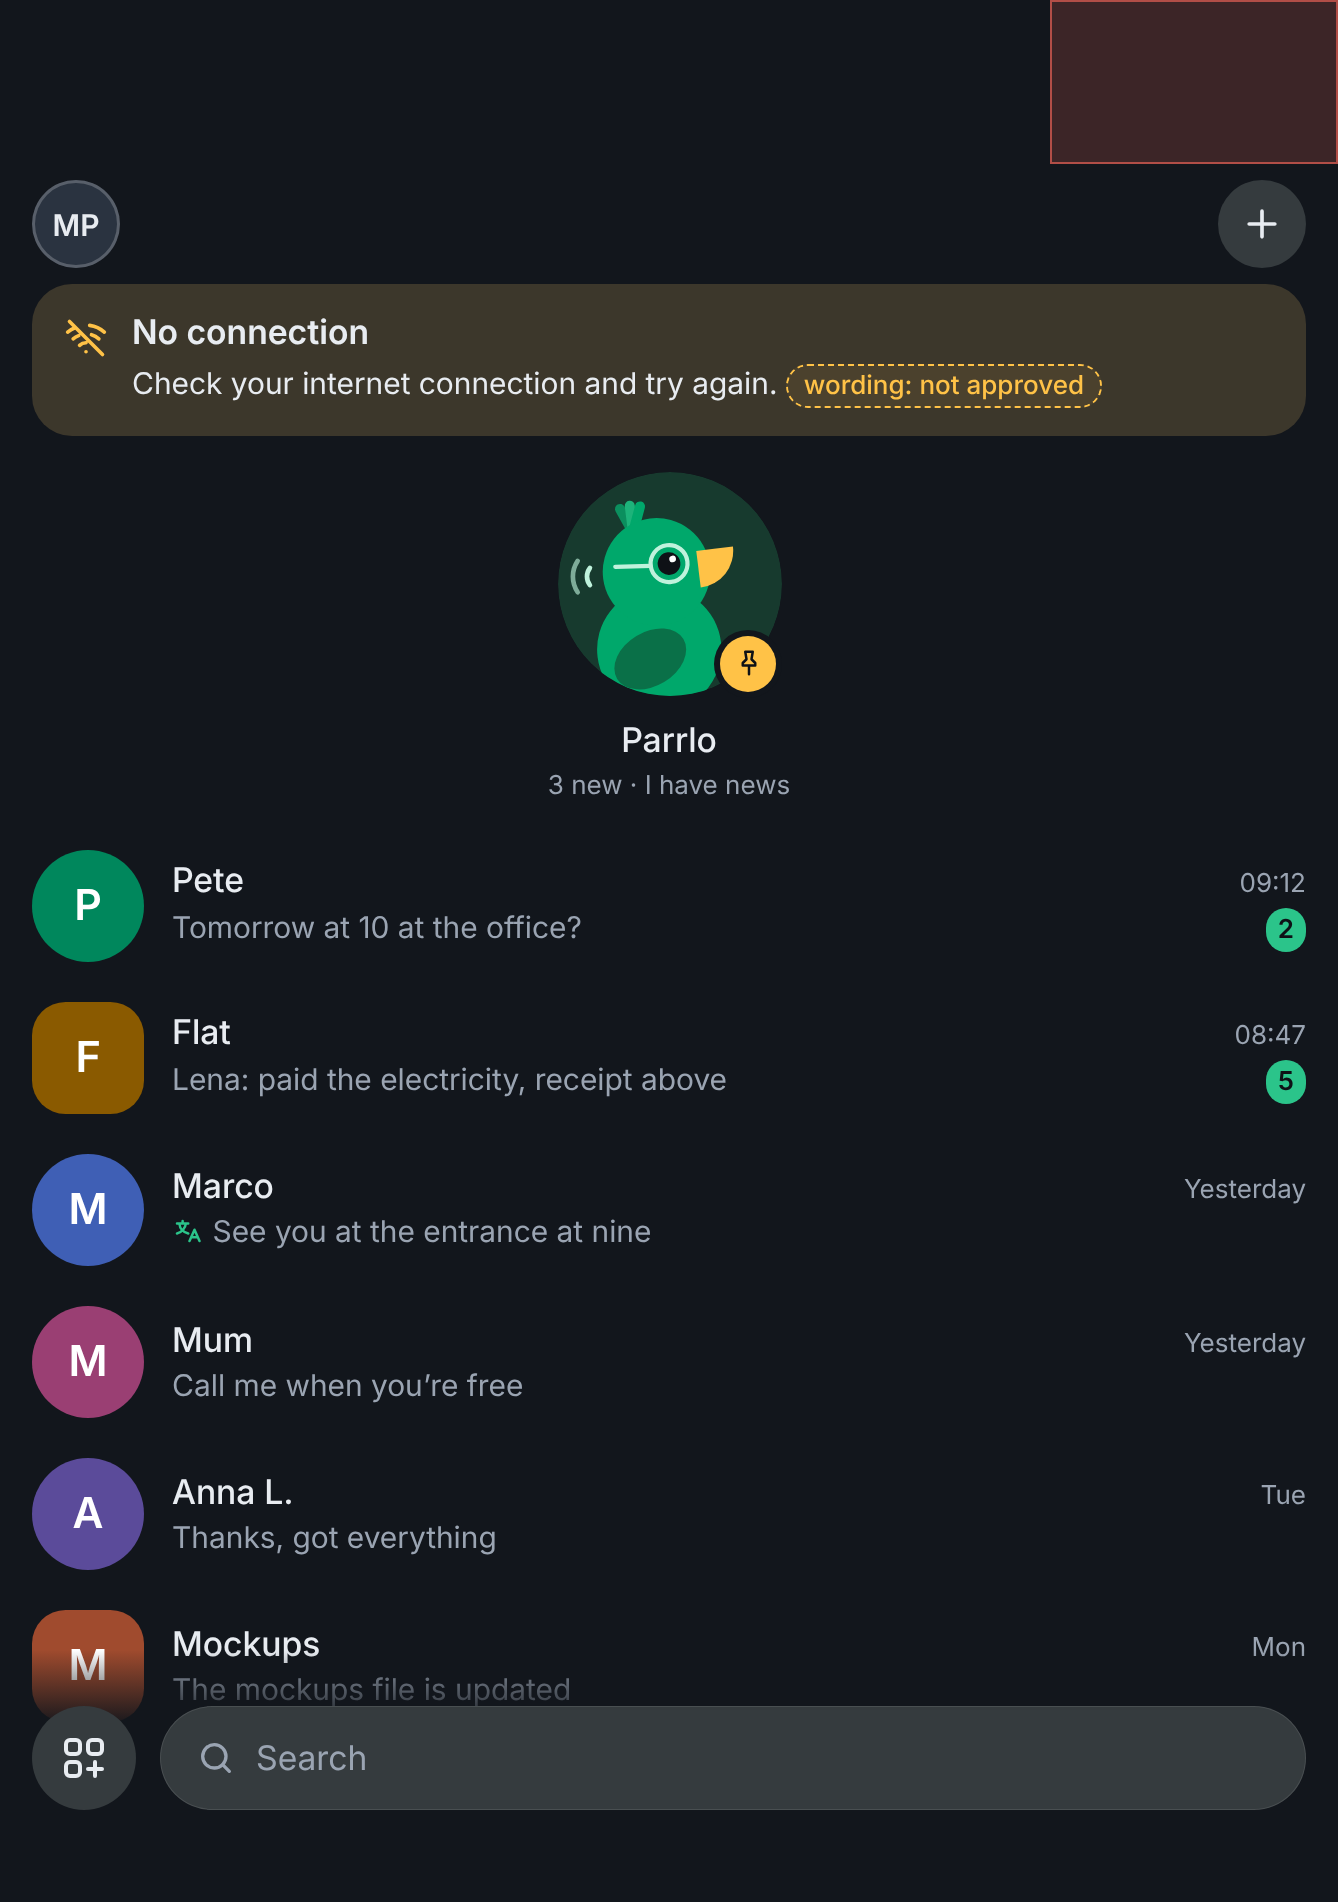 MP
No connection
Check your internet connection and try again. wording: not approved
Parrlo
3 new · I have news
P
Pete
09:12
Tomorrow at 10 at the office?
2
F
Flat
08:47
Lena: paid the electricity, receipt above
5
M
Marco
Yesterday
See you at the entrance at nine
M
Mum
Yesterday
Call me when you’re free
A
Anna L.
Tue
Thanks, got everything
M
Mockups
Mon
The mockups file is updated
Search